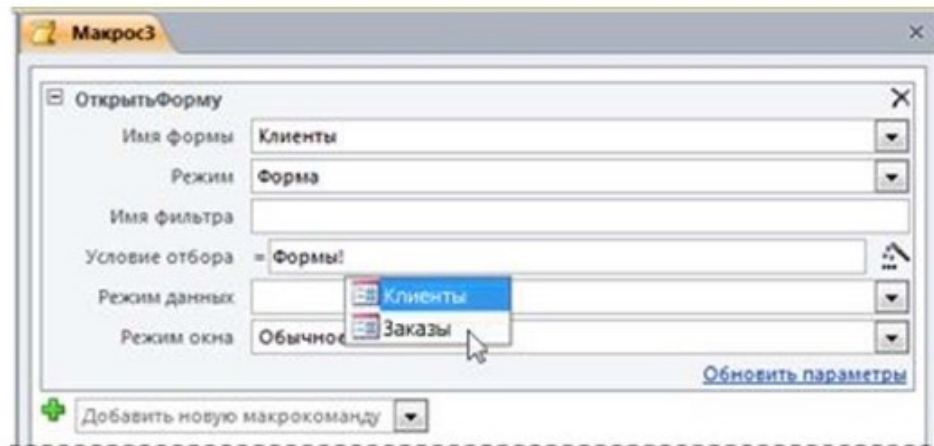 Макрос3
ОткрытьФорму
Имя формы Клиенты
Режим Форма
Имя фильтра
Условие отбора = Формы!
Клиенты
Режим данных
Заказы
Режим окна Обычное
Обновить параметры
Добавить новую макрокоманду